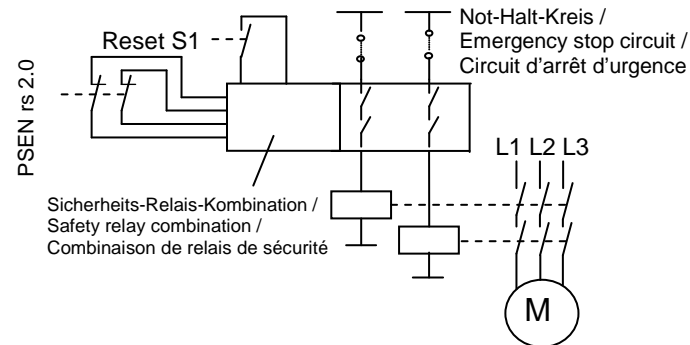 Reset S1
Not-Halt-Kreis /
Emergency stop circuit /
Circuit d'arrêt d'urgence
PSEN rs 2.0
L1 L2 L3
Sicherheits-Relais-Kombination /
Safety relay combination /
Combinaison de relais de sécurité
M